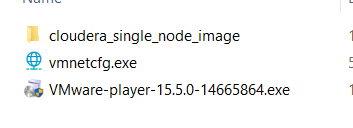 Name
cloudera_single_node_image
vmnetcfg.exe
VMware-player-15.5.0-14665864.exe